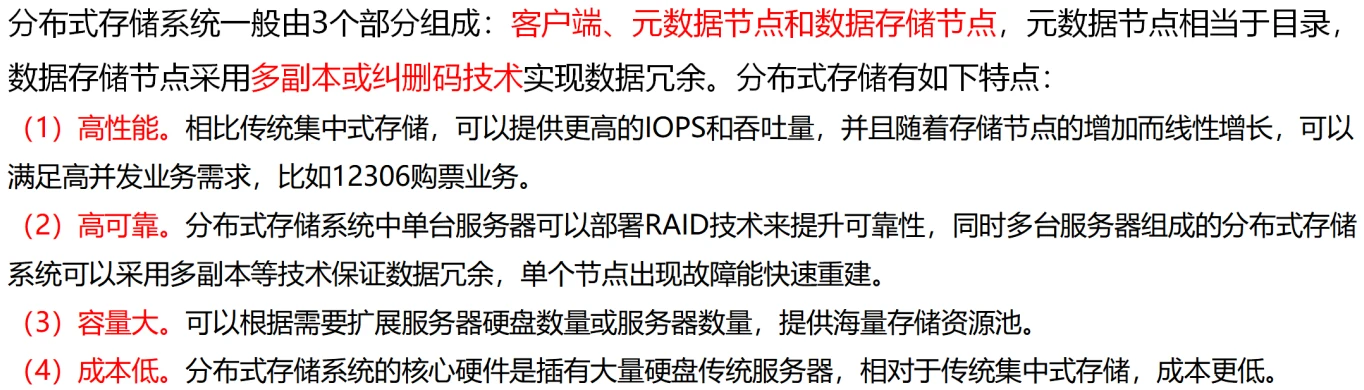 分布式存储系统一般由3个部分组成：客户端、元数据节点和数据存储节点，元数据节点相当于目录，
数据存储节点采用多副本或纠删码技术实现数据冗余。分布式存储有如下特点：
（1）高性能。相比传统集中式存储，可以提供更高的IOPS和吞吐量，并且随着存储节点的增加而线性增长，可以
满足高并发业务需求，比如12306购票业务。
（2）高可靠。分布式存储系统中单台服务器可以部署RAID技术来提升可靠性，同时多台服务器组成的分布式存储
系统可以采用多副本等技术保证数据冗余，单个节点出现故障能快速重建。
（3）容量大。可以根据需要扩展服务器硬盘数量或服务器数量，提供海量存储资源池。
（4）成本低。分布式存储系统的核心硬件是插有大量硬盘传统服务器，相对于传统集中式存储，成本更低。